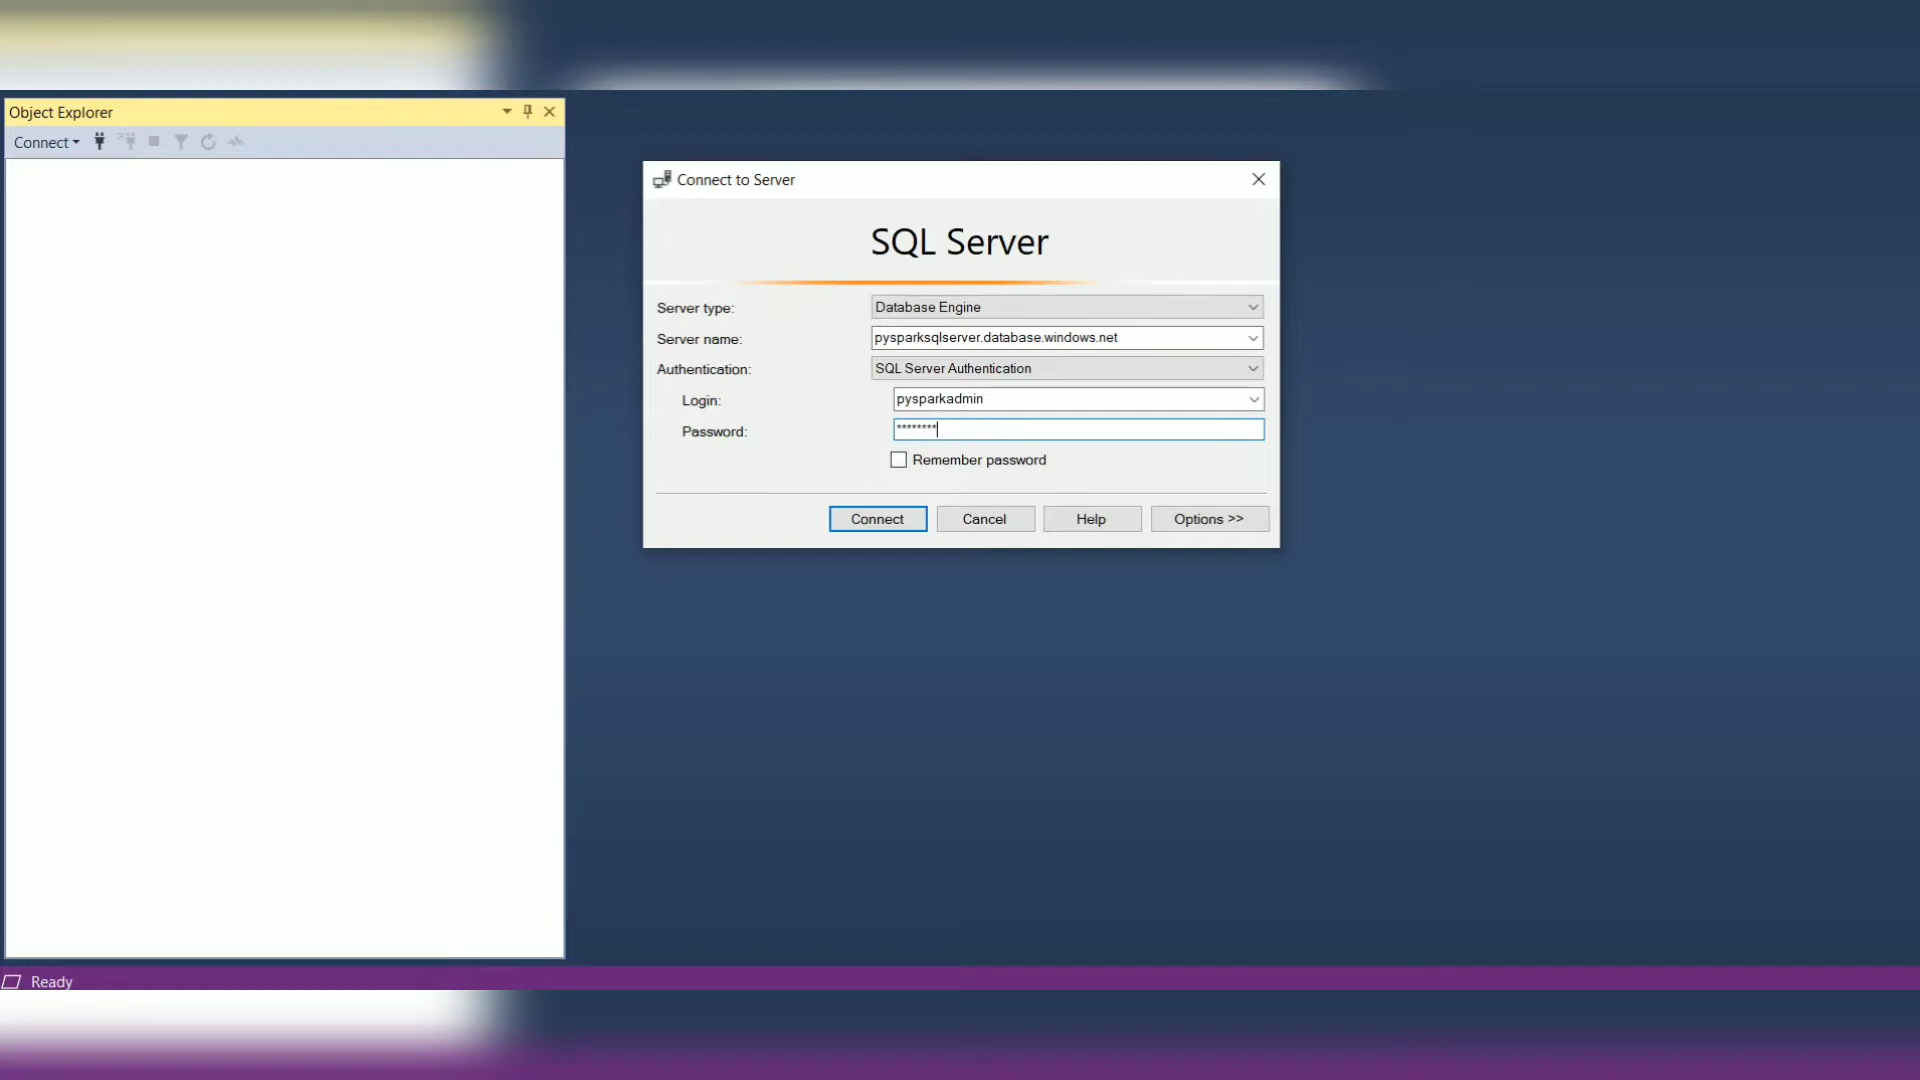 Object Explorer
Connect
Connect to Server
SQL Server
Server type: Database Engine
Server name: pysparksqlserver.database.windows.net
Authentication: SQL Server Authentication
Login: pysparkadmin
Password: ********
Remember password
Connect Cancel Help Options >>
Ready